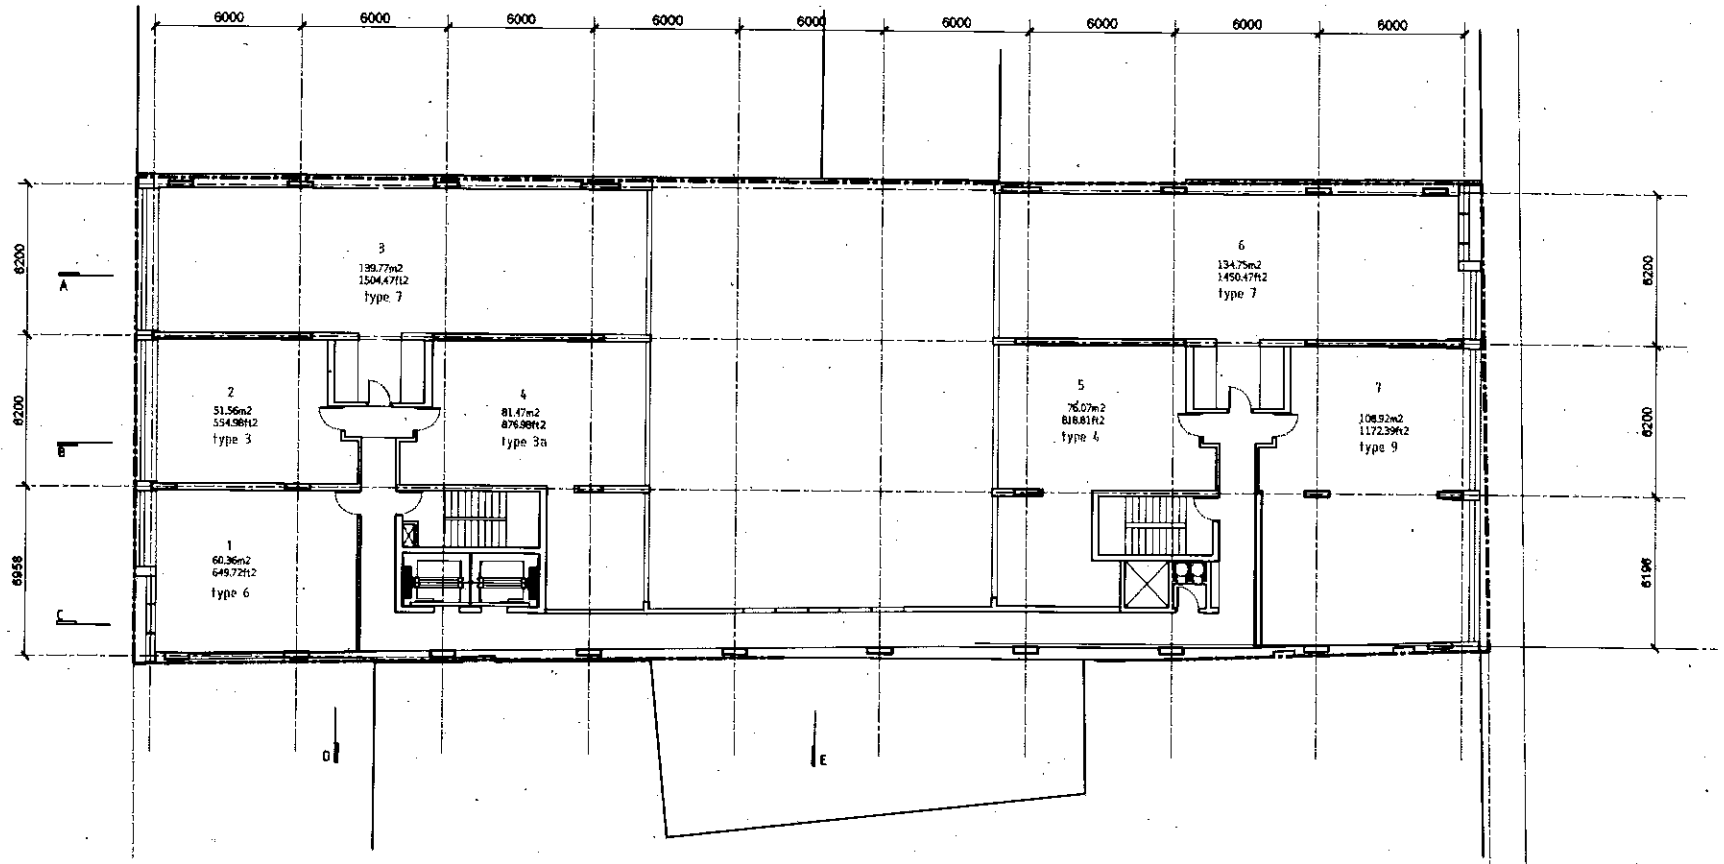 6000 6000 6000 6000 6000 6000 6000 6000 6000
6200
6200
6958
A
B
C
3
139.77m2
1504.47ft2
type 7
6
134.75m2
1450.47ft2
type 7
2
51.56m2
554.98ft2
type 3
4
81.47m2
876.98ft2
type 3a
5
76.07m2
818.81ft2
type 4
7
108.92m2
1172.39ft2
type 9
1
60.36m2
649.72ft2
type 6
6200
6200
6196
D
E